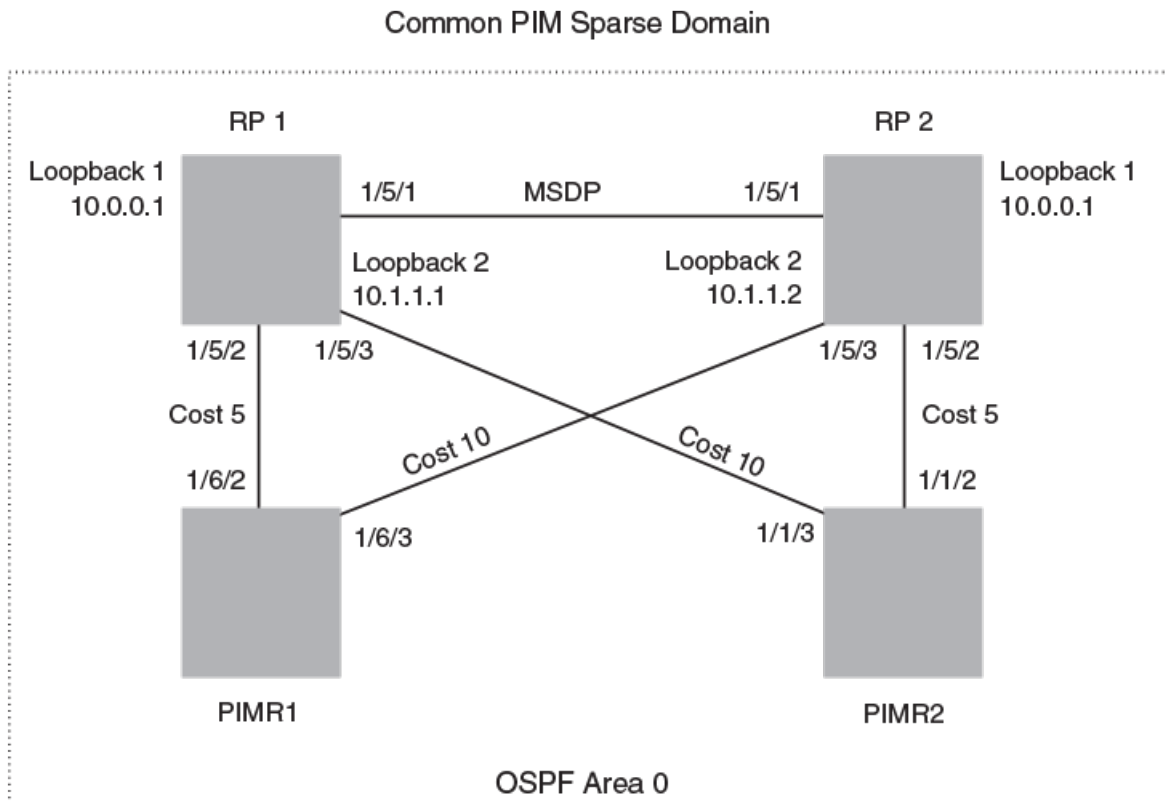 Common PIM Sparse Domain
RP 1
RP 2
Loopback 1
10.0.0.1
1/5/1
MSDP
1/5/1
Loopback 1
10.0.0.1
Loopback 2
10.1.1.1
Loopback 2
10.1.1.2
1/5/2
1/5/3
1/5/3
1/5/2
Cost 5
Cost 10
Cost 10
Cost 5
1/6/2
1/6/3
1/1/3
1/1/2
PIMR1
PIMR2
OSPF Area 0